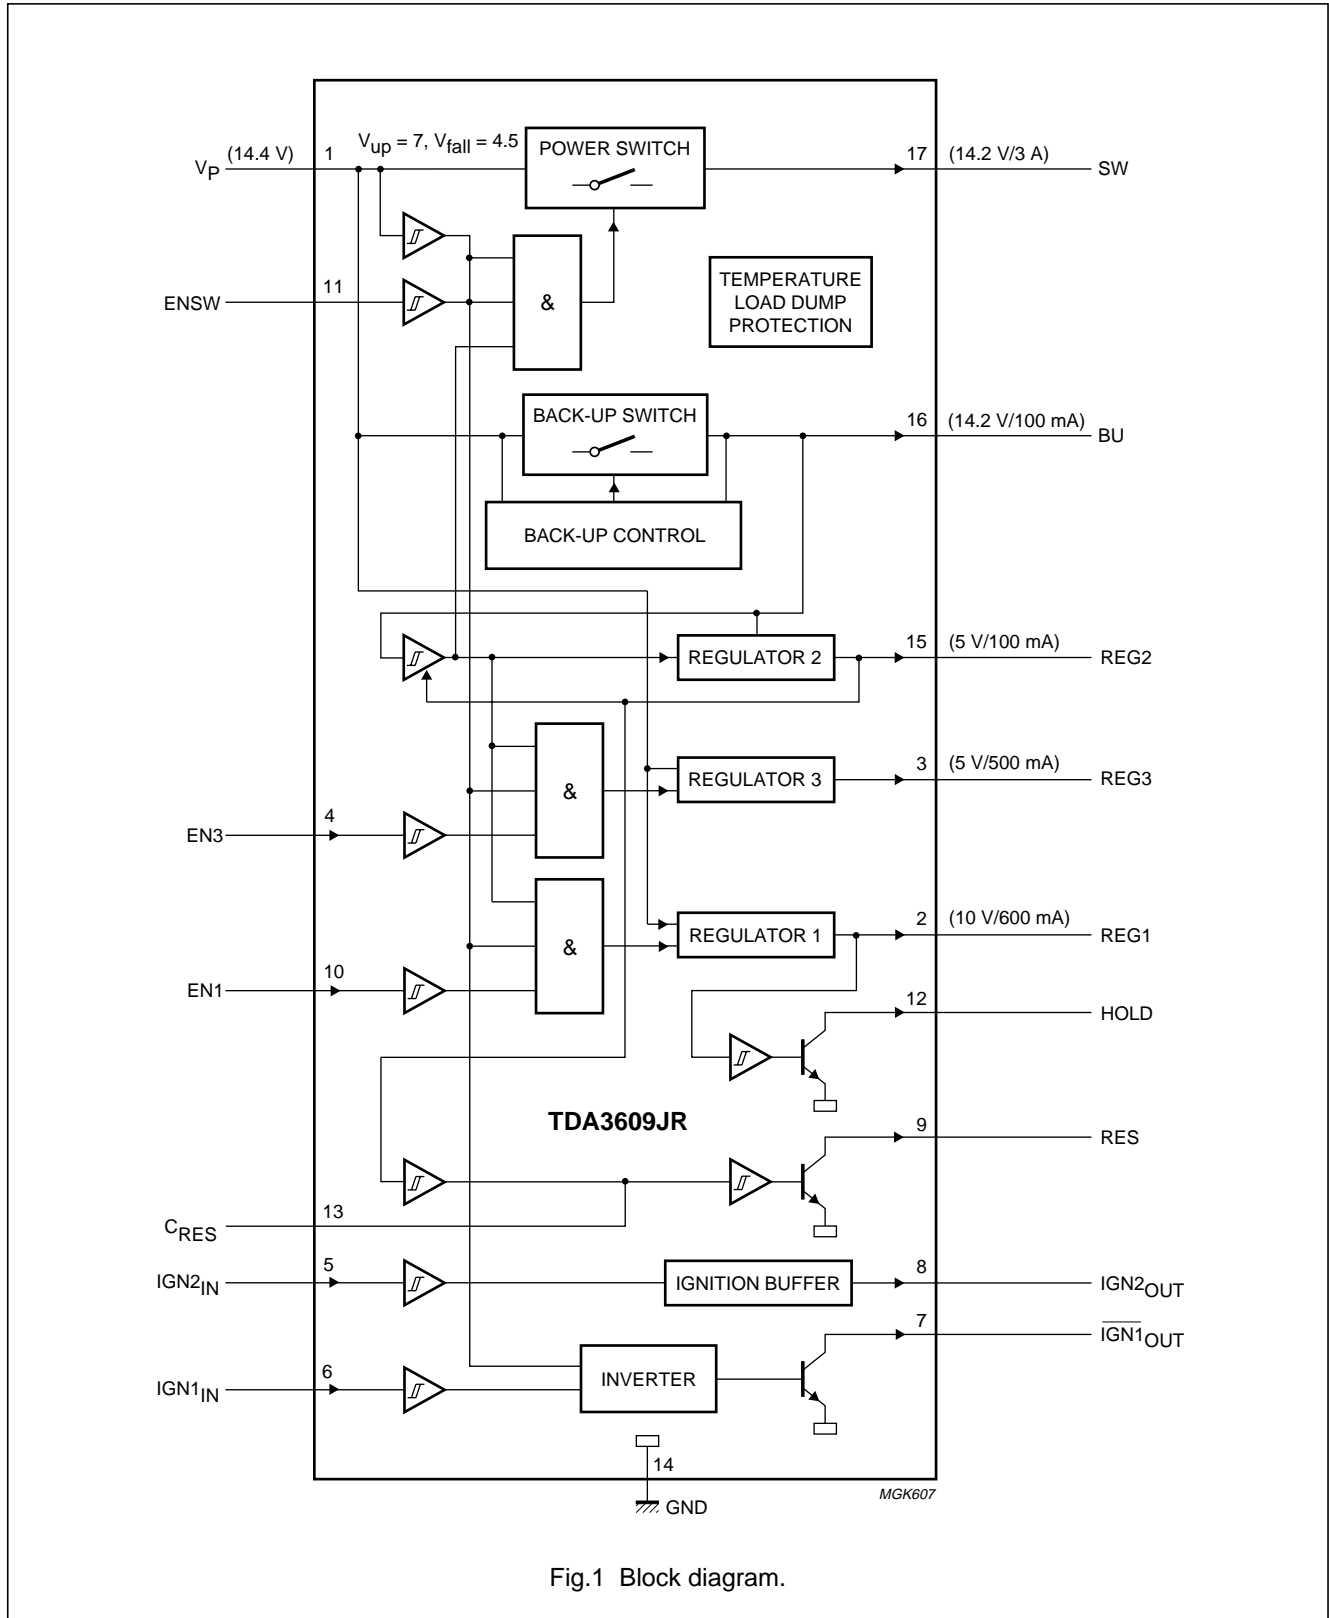 V_P (14.4 V) 1 V_up = 7, V_fall = 4.5
POWER SWITCH
17 (14.2 V/3 A) SW
ENSW 11
&
TEMPERATURE
LOAD DUMP
PROTECTION
BACK-UP SWITCH
16 (14.2 V/100 mA) BU
BACK-UP CONTROL
REGULATOR 2
15 (5 V/100 mA) REG2
&
REGULATOR 3
3 (5 V/500 mA) REG3
EN3 4
&
REGULATOR 1
2 (10 V/600 mA) REG1
EN1 10
12 HOLD
TDA3609JR
9 RES
C_RES 13
IGN2_IN 5
IGNITION BUFFER
8 IGN2_OUT
7 I̅G̅N̅1̅_OUT
IGN1_IN 6
INVERTER
14
GND
MGK607
Fig.1 Block diagram.